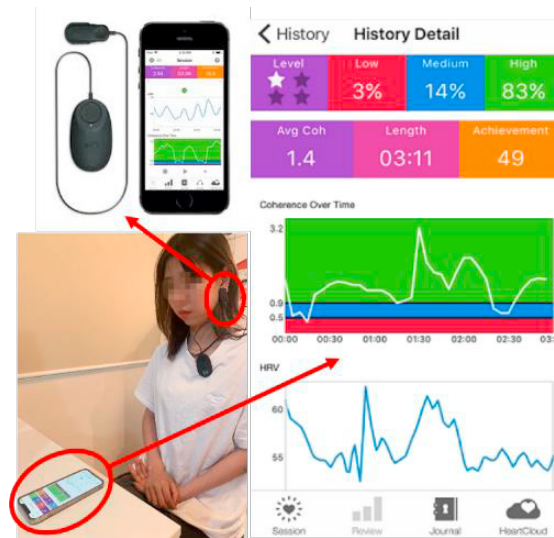 Session
History
History Detail
Level
Low
Medium
High
3%
14%
83%
Avg Coh
Length
Achievement
1.4
03:11
49
Coherence Over Time
3.2
0.9
0.5
00:00 00:30 01:00 01:30 02:00 02:30 03:
HRV
60
55
Session
Review
Journal
HeartCloud